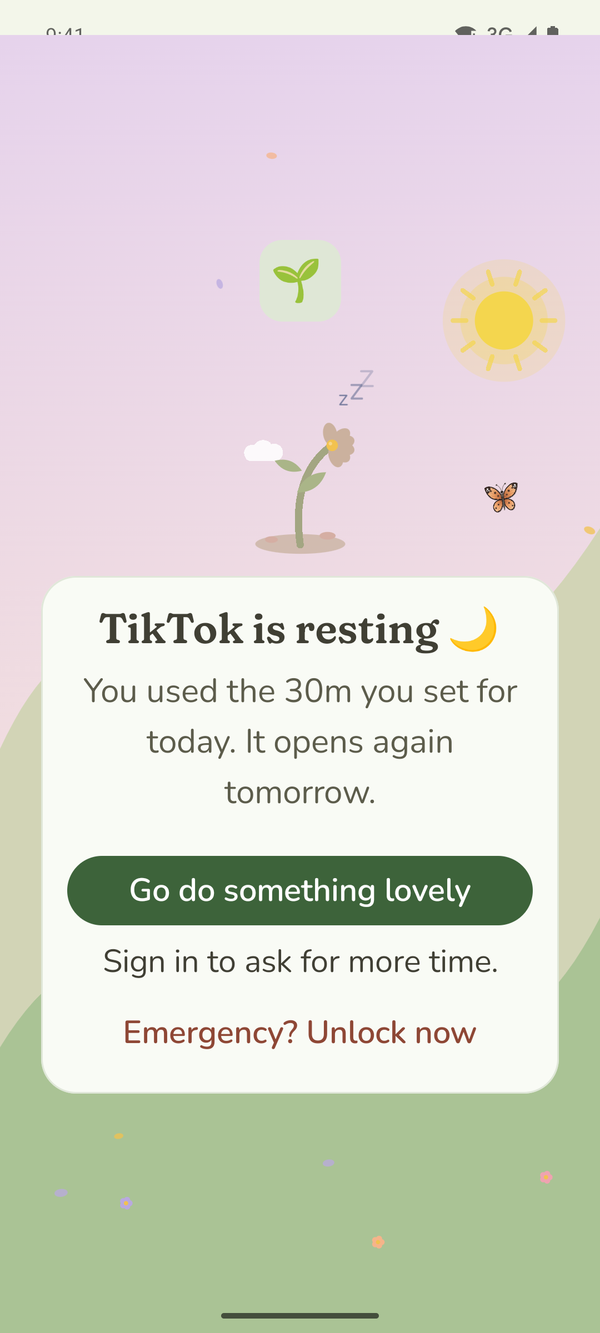 zZZ
TikTok is resting 🌙
You used the 30m you set for
today. It opens again
tomorrow.
Go do something lovely
Sign in to ask for more time.
Emergency? Unlock now